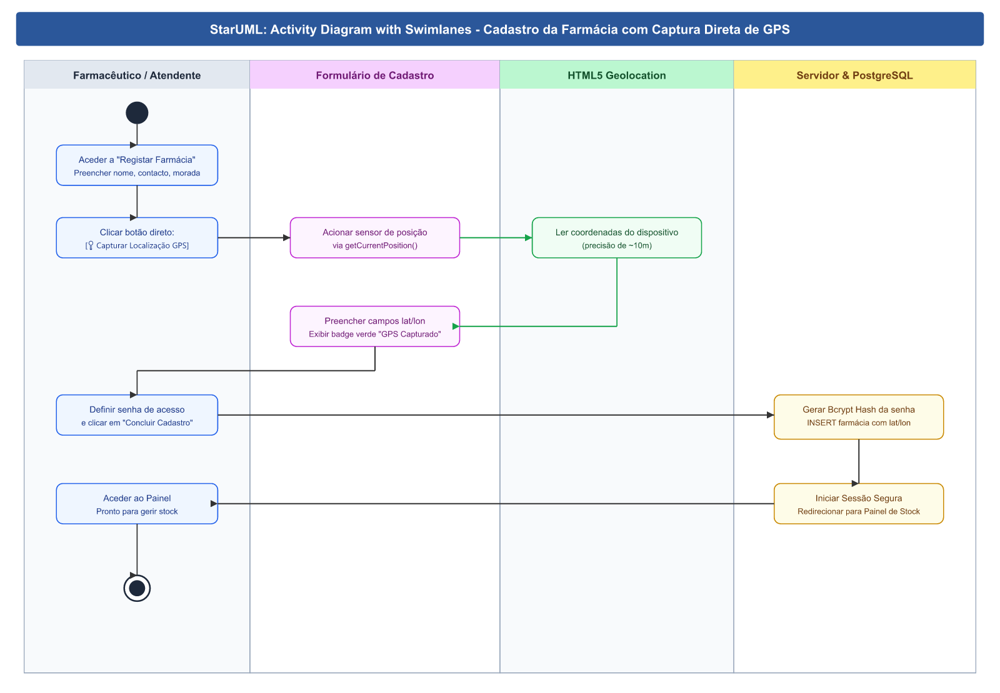 StarUML: Activity Diagram with Swimlanes - Cadastro da Farmácia com Captura Direta de GPS
Farmacêutico / Atendente
Formulário de Cadastro
HTML5 Geolocation
Servidor & PostgreSQL
Aceder a "Registar Farmácia"
Preencher nome, contacto, morada
Clicar botão direto:
[ Capturar Localização GPS]
Acionar sensor de posição
via getCurrentPosition()
Ler coordenadas do dispositivo
(precisão de ~10m)
Preencher campos lat/lon
Exibir badge verde "GPS Capturado"
Definir senha de acesso
e clicar em "Concluir Cadastro"
Gerar Bcrypt Hash da senha
INSERT farmácia com lat/lon
Aceder ao Painel
Pronto para gerir stock
Iniciar Sessão Segura
Redirecionar para Painel de Stock